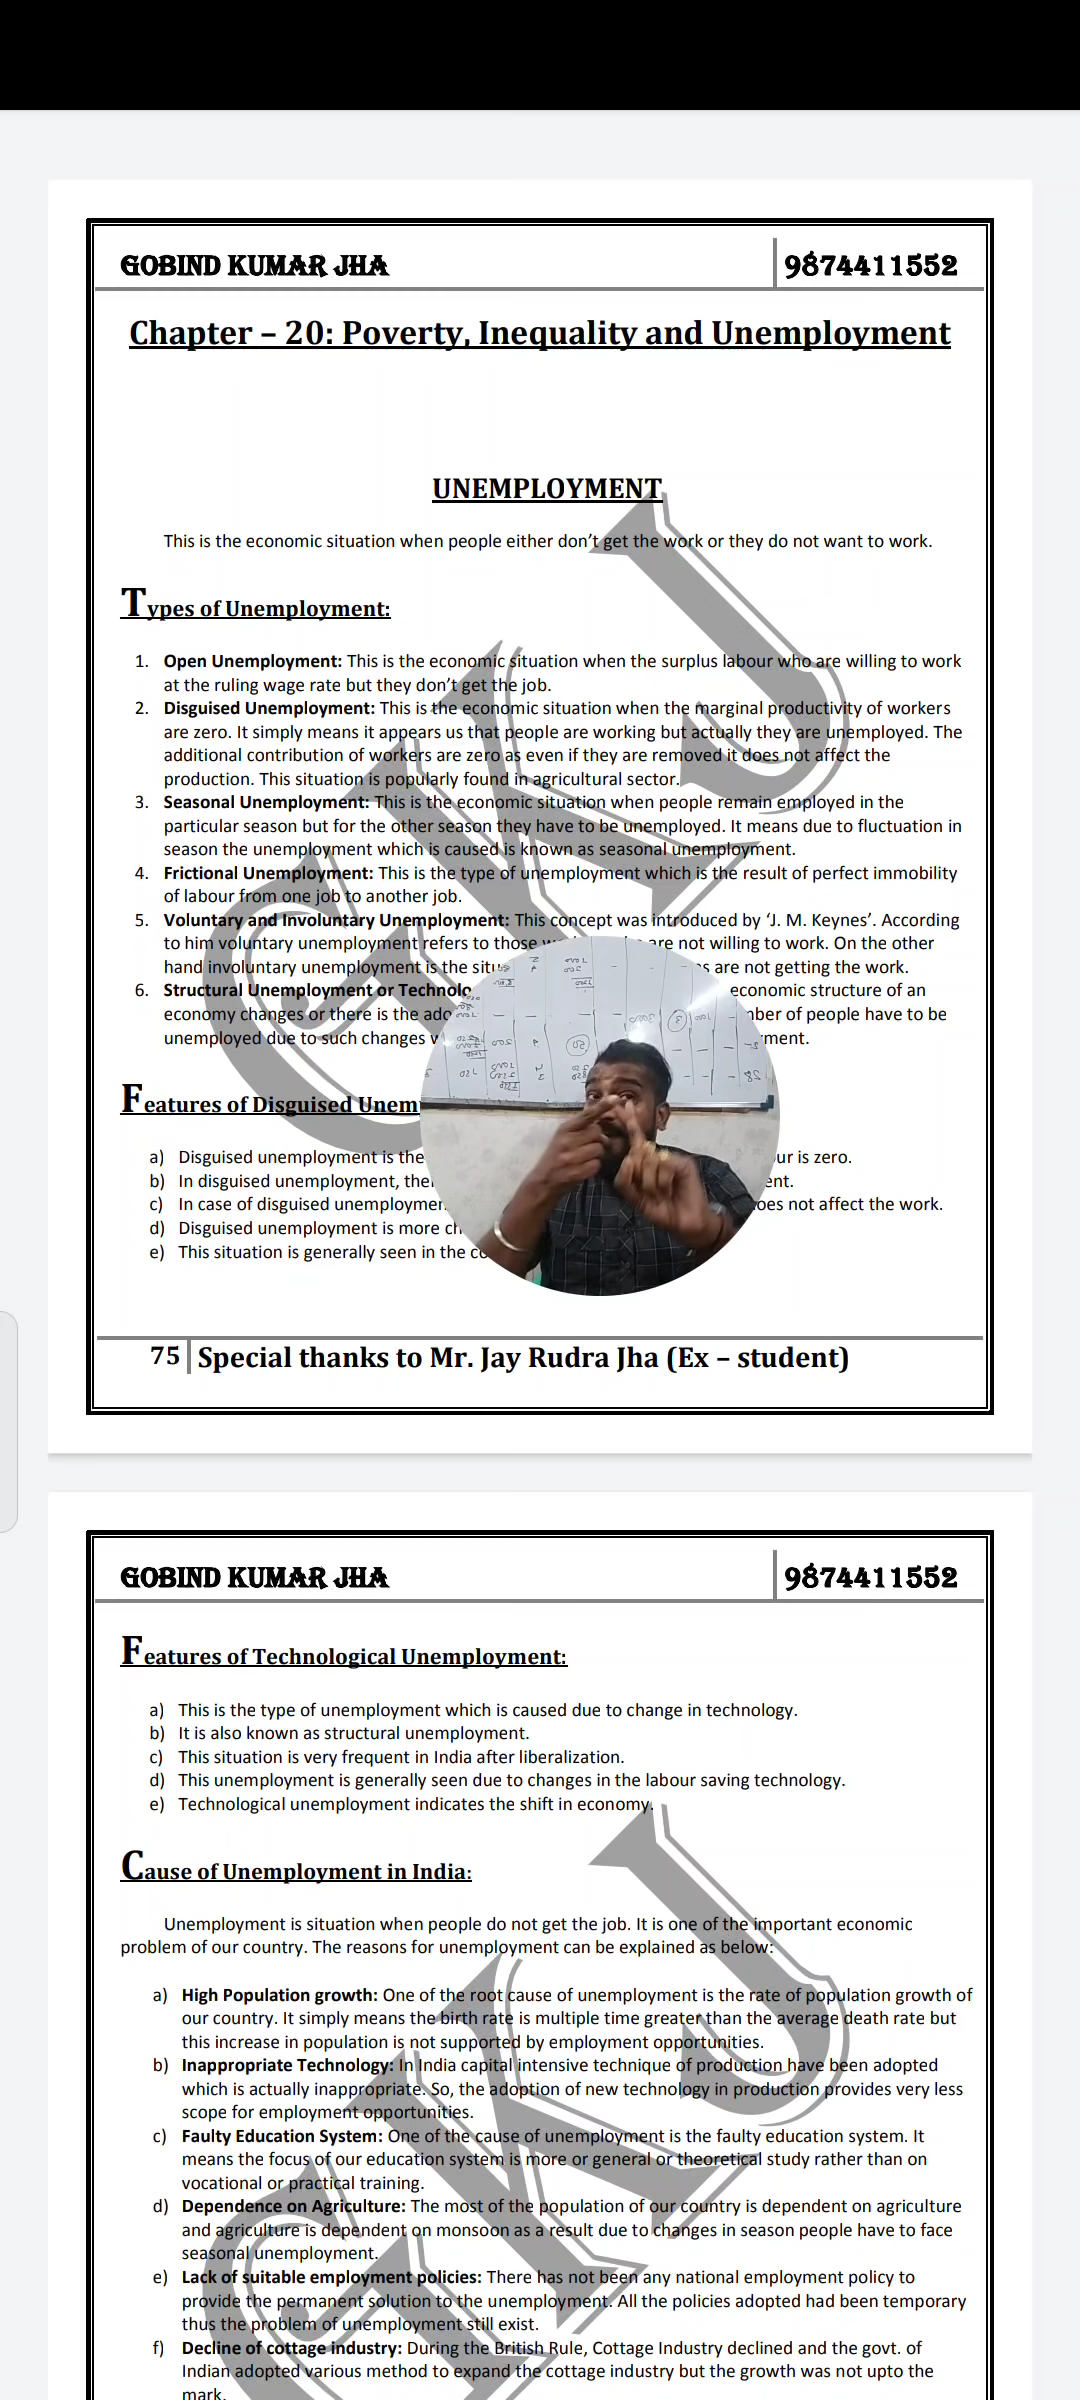 GOBIND KUMAR JHA 9874411552
Chapter – 20: Poverty, Inequality and Unemployment
UNEMPLOYMENT
This is the economic situation when people either don't get the work or they do not want to work.
Types of Unemployment:
1. Open Unemployment: This is the economic situation when the surplus labour who are willing to work
at the ruling wage rate but they don't get the job.
2. Disguised Unemployment: This is the economic situation when the marginal productivity of workers
are zero. It simply means it appears us that people are working but actually they are unemployed. The
additional contribution of workers are zero as even if they are removed it does not affect the
production. This situation is popularly found in agricultural sector.
3. Seasonal Unemployment: This is the economic situation when people remain employed in the
particular season but for the other season they have to be unemployed. It means due to fluctuation in
season the unemployment which is caused is known as seasonal unemployment.
4. Frictional Unemployment: This is the type of unemployment which is the result of perfect immobility
of labour from one job to another job.
5. Voluntary and Involuntary Unemployment: This concept was introduced by 'J. M. Keynes'. According
to him voluntary unemployment refers to those are not willing to work. On the other
hand involuntary unemployment is the are not getting the work.
6. Structural Unemployment or economic structure of an
economy changes or there is the of people have to be
unemployed due to such changes
Features of Disguised
a) Disguised unemployment is the is zero.
b) In disguised unemployment,
c) In case of disguised not affect the work.
d) Disguised unemployment is more
e) This situation is generally seen in the
75 Special thanks to Mr. Jay Rudra Jha (Ex – student)
GOBIND KUMAR JHA 9874411552
Features of Technological Unemployment:
a) This is the type of unemployment which is caused due to change in technology.
b) It is also known as structural unemployment.
c) This situation is very frequent in India after liberalization.
d) This unemployment is generally seen due to changes in the labour saving technology.
e) Technological unemployment indicates the shift in economy.
Cause of Unemployment in India:
Unemployment is situation when people do not get the job. It is one of the important economic
problem of our country. The reasons for unemployment can be explained as below:
a) High Population growth: One of the root cause of unemployment is the rate of population growth of
our country. It simply means the birth rate is multiple time greater than the average death rate but
this increase in population is not supported by employment opportunities.
b) Inappropriate Technology: In India capital intensive technique of production have been adopted
which is actually inappropriate. So, the adoption of new technology in production provides very less
scope for employment opportunities.
c) Faulty Education System: One of the cause of unemployment is the faulty education system. It
means the focus of our education system is more or general or theoretical study rather than on
vocational or practical training.
d) Dependence on Agriculture: The most of the population of our country is dependent on agriculture
and agriculture is dependent on monsoon as a result due to changes in season people have to face
seasonal unemployment.
e) Lack of suitable employment policies: There has not been any national employment policy to
provide the permanent solution to the unemployment. All the policies adopted had been temporary
thus the problem of unemployment still exist.
f) Decline of cottage industry: During the British Rule, Cottage Industry declined and the govt. of
Indian adopted various method to expand the cottage industry but the growth was not upto the
mark.
GKJ
GKJ